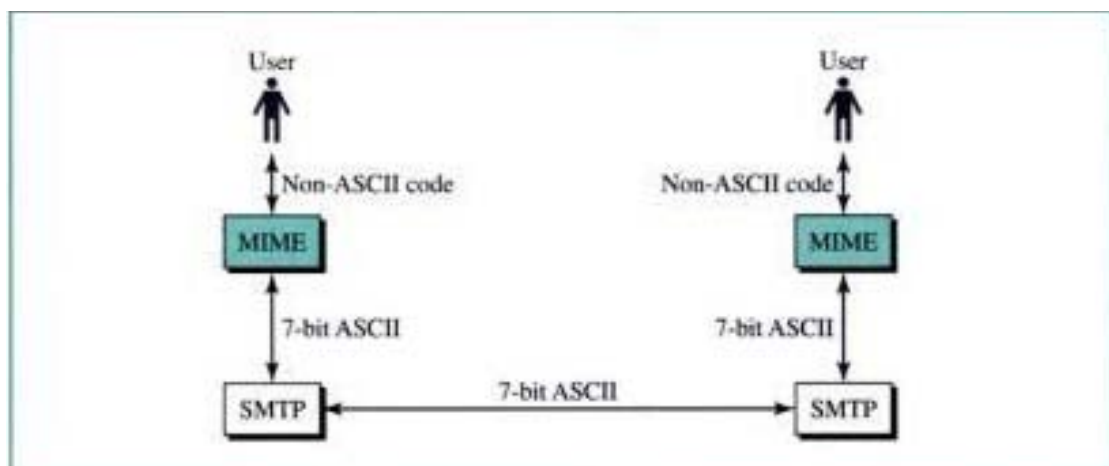 User
User
Non-ASCII code
Non-ASCII code
MIME
MIME
7-bit ASCII
7-bit ASCII
7-bit ASCII
SMTP
SMTP